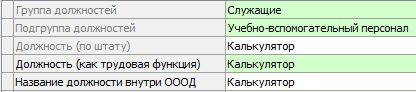 Группа должностей Служащие
Подгруппа должностей Учебно-вспомогательный персонал
Должность (по штату) Калькулятор
Должность (как трудовая функция) Калькулятор
Название должности внутри ОООД Калькулятор